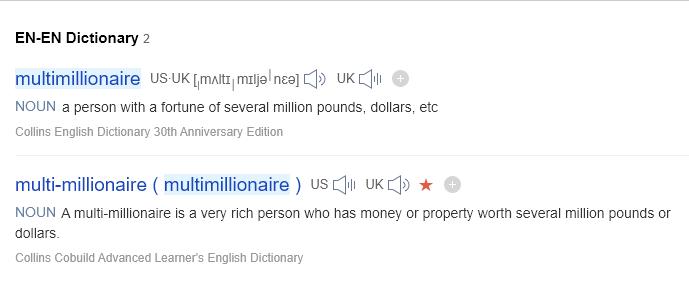 EN-EN Dictionary 2
multimillionaire US·UK [ˌmʌltɪˌmɪljəˈnɛə] UK
NOUN a person with a fortune of several million pounds, dollars, etc
Collins English Dictionary 30th Anniversary Edition
multi-millionaire ( multimillionaire ) US UK
NOUN A multi-millionaire is a very rich person who has money or property worth several million pounds or
dollars.
Collins Cobuild Advanced Learner's English Dictionary